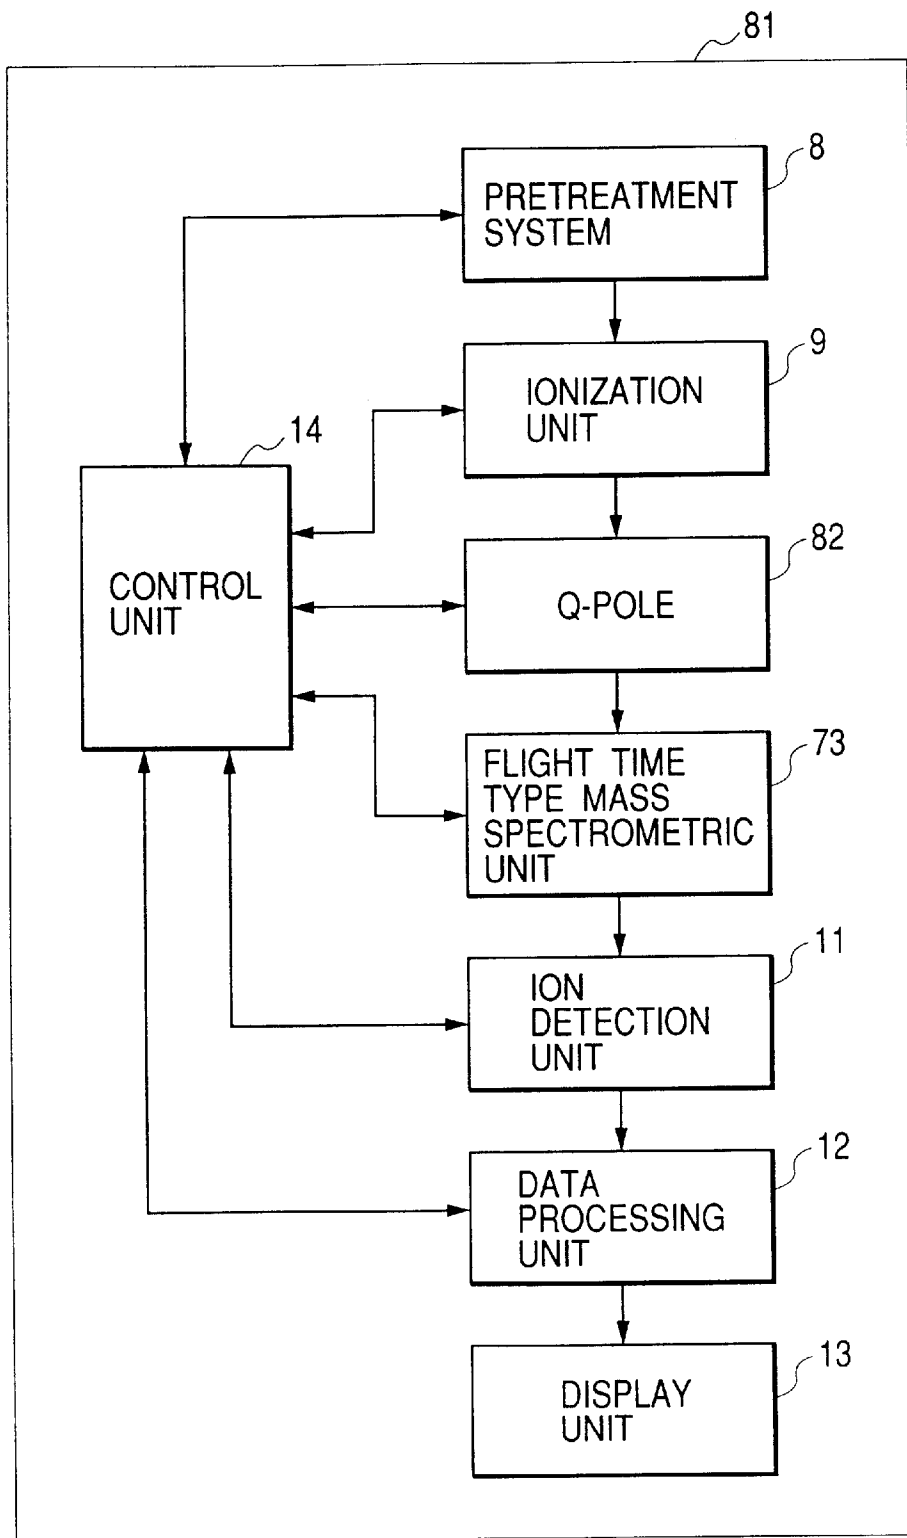 81
8
PRETREATMENT
SYSTEM
9
IONIZATION
UNIT
14
CONTROL
UNIT
82
Q-POLE
73
FLIGHT TIME
TYPE MASS
SPECTROMETRIC
UNIT
11
ION
DETECTION
UNIT
12
DATA
PROCESSING
UNIT
13
DISPLAY
UNIT